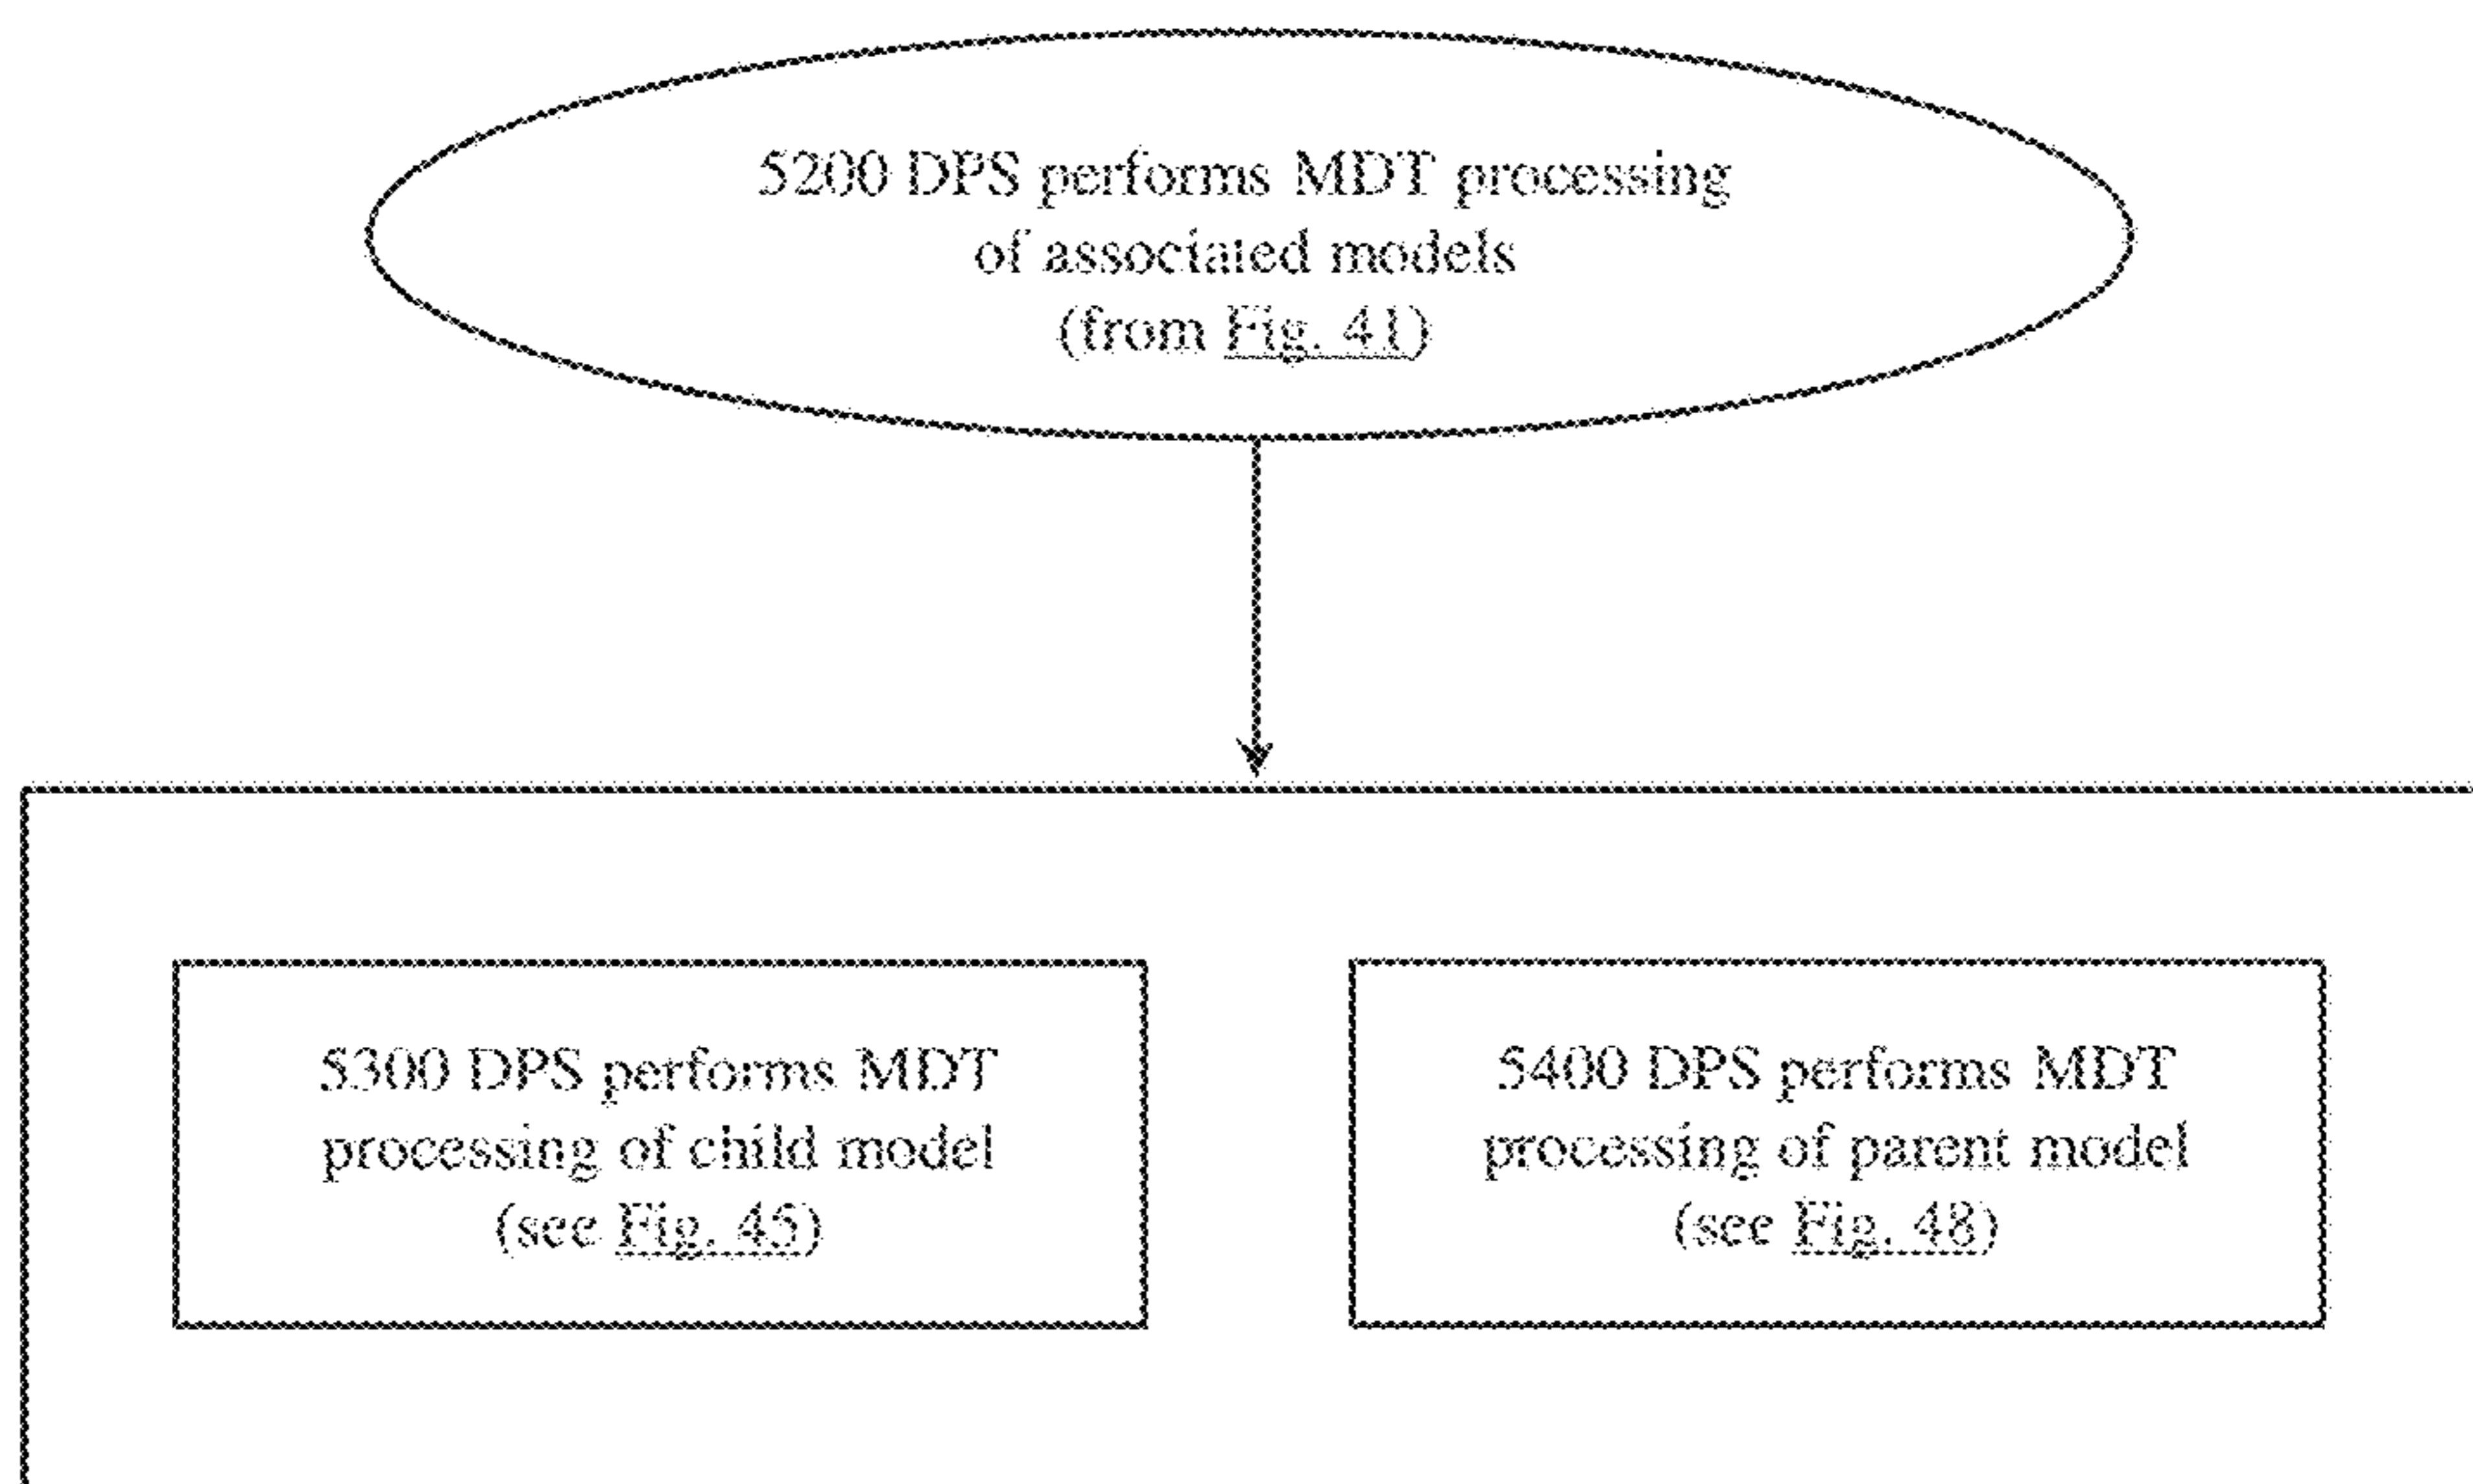 5200 DPS performs MDT processing
of associated models
(from Fig. 41)
5300 DPS performs MDT
processing of child model
(see Fig. 45)
5400 DPS performs MDT
processing of parent model
(see Fig. 48)